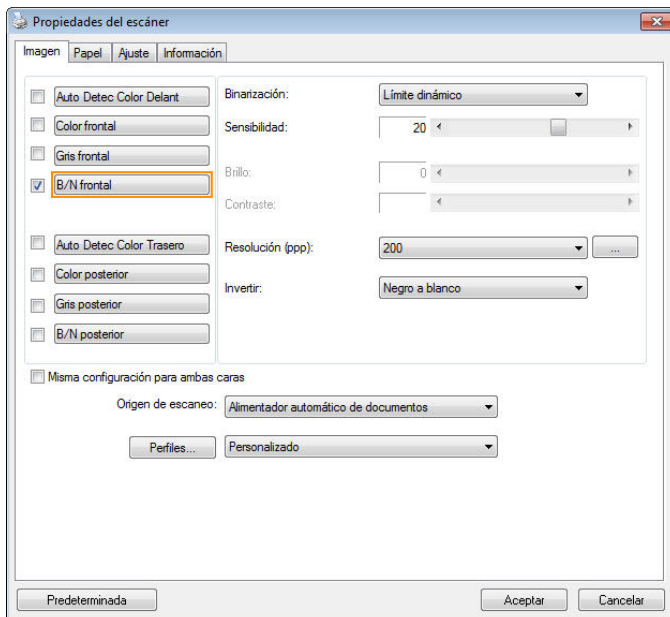 Propiedades del escáner
Imagen Papel Ajuste Información
Auto Detec Color Delant
Color frontal
Gris frontal
B/N frontal
Auto Detec Color Trasero
Color posterior
Gris posterior
B/N posterior
Binarización: Límite dinámico
Sensibilidad: 20
Brillo: 0
Contraste:
Resolución (ppp): 200 ...
Invertir: Negro a blanco
Misma configuración para ambas caras
Origen de escaneo: Alimentador automático de documentos
Perfiles... Personalizado
Predeterminada Aceptar Cancelar